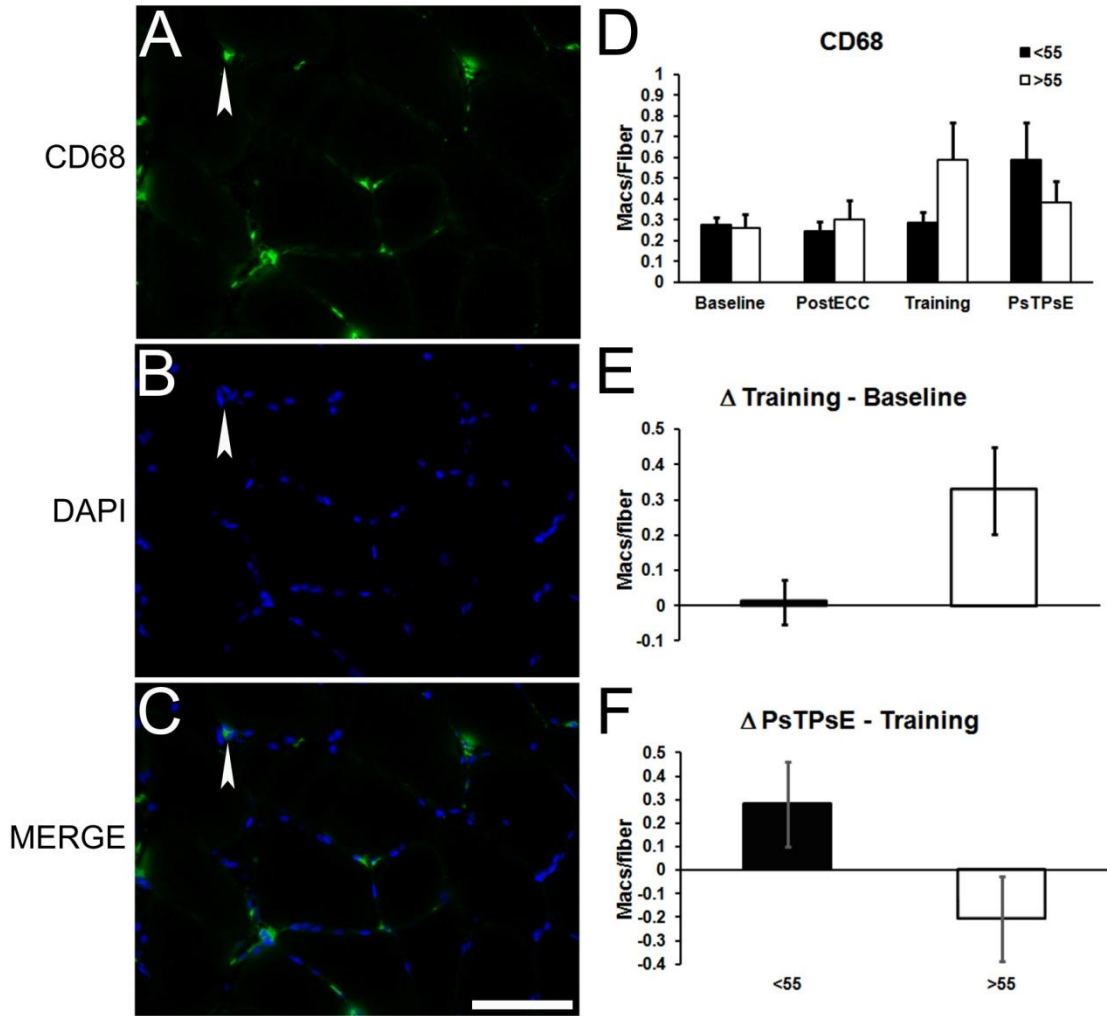 A
CD68
B
DAPI
C
MERGE
D
CD68
<55
>55
Macs/Fiber
1
0.9
0.8
0.7
0.6
0.5
0.4
0.3
0.2
0.1
0
Baseline PostECC Training PsTPsE
E
Δ Training - Baseline
Macs/fiber
0.5
0.4
0.3
0.2
0.1
0
-0.1
F
Δ PsTPsE - Training
Macs/fiber
0.5
0.4
0.3
0.2
0.1
0
-0.1
-0.2
-0.3
-0.4
<55 >55